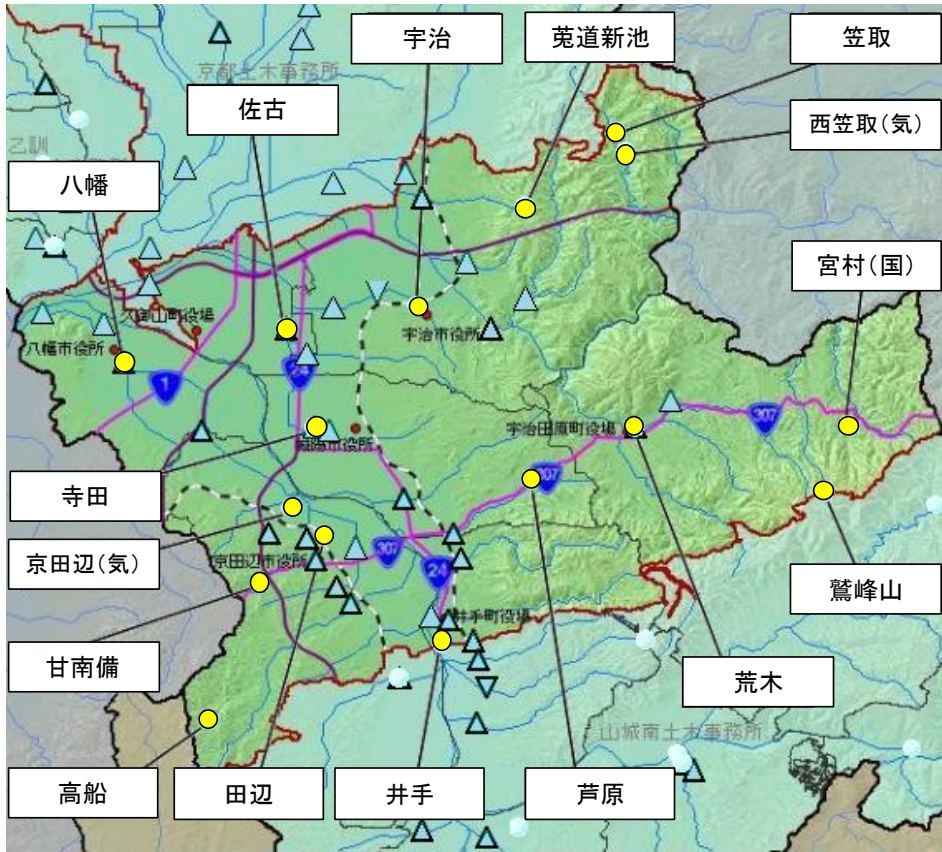 宇治
菟道新池
笠取
京都土木事務所
佐古
西笠取(気)
乙訓
八幡
宮村(国)
久御山町役場
宇治市役所
八幡市役所
24
1
307
宇治田原町役場
城陽市役所
寺田
307
京田辺(気)
京田辺市役所
307
24
鷲峰山
井手町役場
甘南備
荒木
山城南土木事務所
高船
田辺
井手
芦原